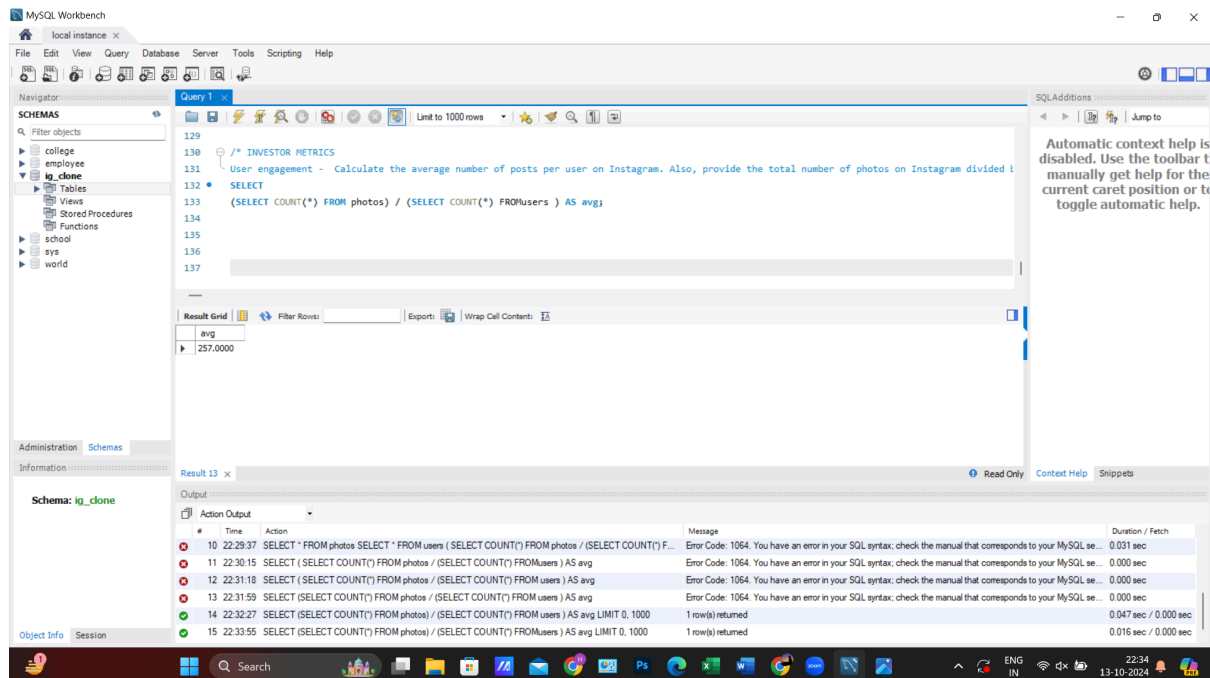 MySQL Workbench
local instance
File Edit View Query Database Server Tools Scripting Help
Navigator
SCHEMAS
Filter objects
college
employee
ig_clone
Tables
Views
Stored Procedures
Functions
school
sys
world
Administration Schemas
Information
Schema: ig_clone
Object Info Session
Query 1
Limit to 1000 rows
129
130 /* INVESTOR METRICS
131 User engagement - Calculate the average number of posts per user on Instagram. Also, provide the total number of photos on Instagram divided b
132 SELECT
133 (SELECT COUNT(*) FROM photos) / (SELECT COUNT(*) FROMusers ) AS avg;
134
135
136
137
Result Grid Filter Rows: Export: Wrap Cell Content:
avg
257.0000
Result 13 Read Only
SQLAdditions
Jump to
Automatic context help is
disabled. Use the toolbar t
manually get help for the
current caret position or to
toggle automatic help.
Context Help Snippets
Output
Action Output
# Time Action Message Duration / Fetch
10 22:29:37 SELECT * FROM photos SELECT * FROM users ( SELECT COUNT(*) FROM photos / (SELECT COUNT(*) F... Error Code: 1064. You have an error in your SQL syntax; check the manual that corresponds to your MySQL se... 0.031 sec
11 22:30:15 SELECT ( SELECT COUNT(*) FROM photos / (SELECT COUNT(*) FROMusers ) AS avg Error Code: 1064. You have an error in your SQL syntax; check the manual that corresponds to your MySQL se... 0.000 sec
12 22:31:18 SELECT ( SELECT COUNT(*) FROM photos / (SELECT COUNT(*) FROM users ) AS avg Error Code: 1064. You have an error in your SQL syntax; check the manual that corresponds to your MySQL se... 0.000 sec
13 22:31:59 SELECT (SELECT COUNT(*) FROM photos / (SELECT COUNT(*) FROMusers ) AS avg Error Code: 1064. You have an error in your SQL syntax; check the manual that corresponds to your MySQL se... 0.000 sec
14 22:32:27 SELECT (SELECT COUNT(*) FROM photos) / (SELECT COUNT(*) FROM users ) AS avg LIMIT 0, 1000 1 row(s) returned 0.047 sec / 0.000 sec
15 22:33:55 SELECT (SELECT COUNT(*) FROM photos) / (SELECT COUNT(*) FROMusers ) AS avg LIMIT 0, 1000 1 row(s) returned 0.016 sec / 0.000 sec
Search
ENG
IN
22:34
13-10-2024